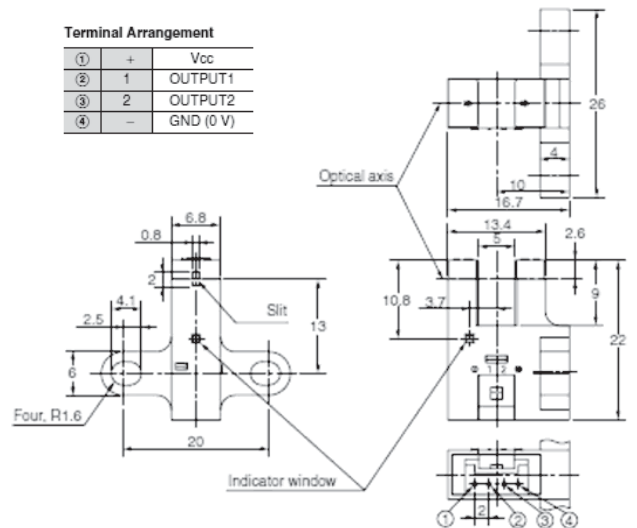 Terminal Arrangement
① + Vcc
② 1 OUTPUT1
③ 2 OUTPUT2
④ − GND (0 V)
26
4
10
16.7
Optical axis
6.8
0.8
2
Slit
4.1
2.5
13
6
Four, R1.6
20
Indicator window
13.4
5
2.6
10.8
3.7
9
22
1 2
2
① ② ③ ④